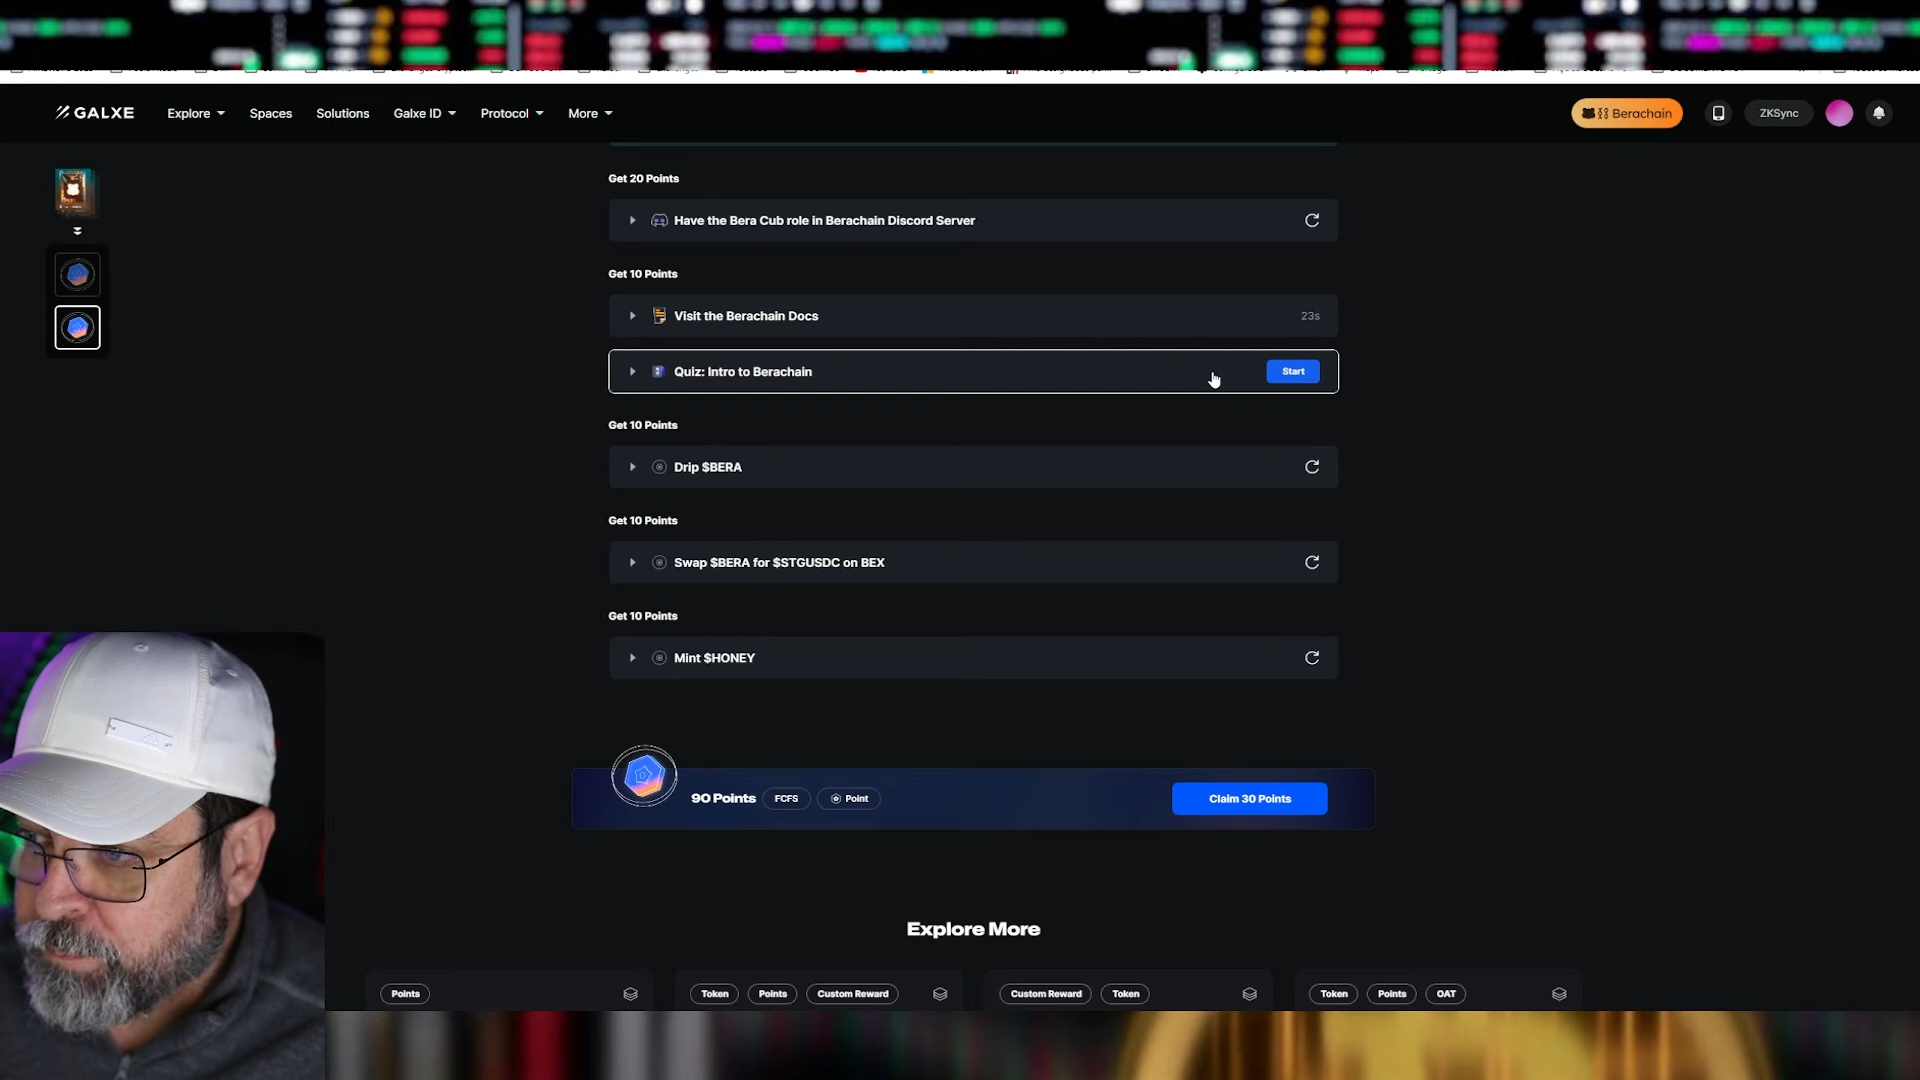 GALXE Explore Spaces Solutions Galxe ID Protocol More Berachain ZKSync
Get 20 Points
Have the Bera Cub role in Berachain Discord Server
Get 10 Points
Visit the Berachain Docs 23s
Quiz: Intro to Berachain Start
Get 10 Points
Drip $BERA
Get 10 Points
Swap $BERA for $STGUSDC on BEX
Get 10 Points
Mint $HONEY
90 Points FCFS Point Claim 30 Points
Explore More
Points Token Points Custom Reward Custom Reward Token Token Points OAT